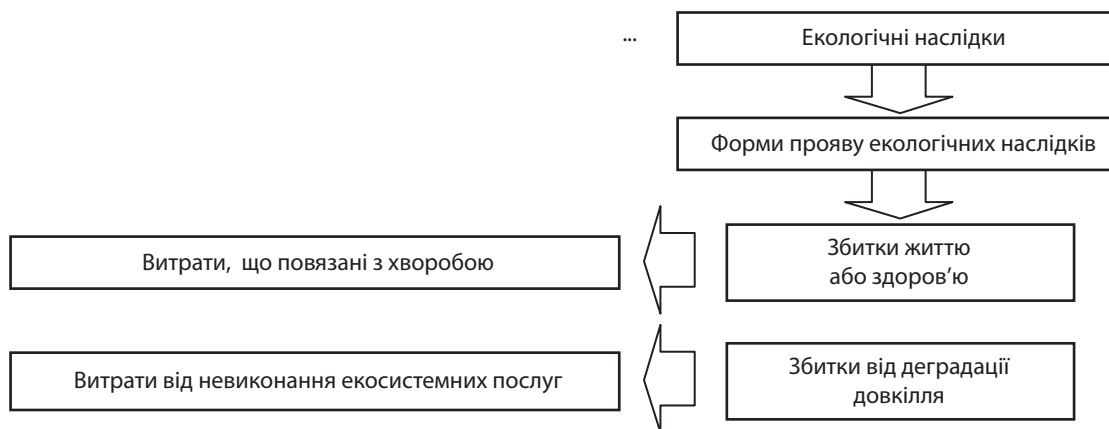 ...
Екологічні наслідки
Форми прояву екологічних наслідків
Витрати, що повязані з хворобою
Збитки життю
або здоров’ю
Витрати від невиконання екосистемних послуг
Збитки від деградації
довкілля